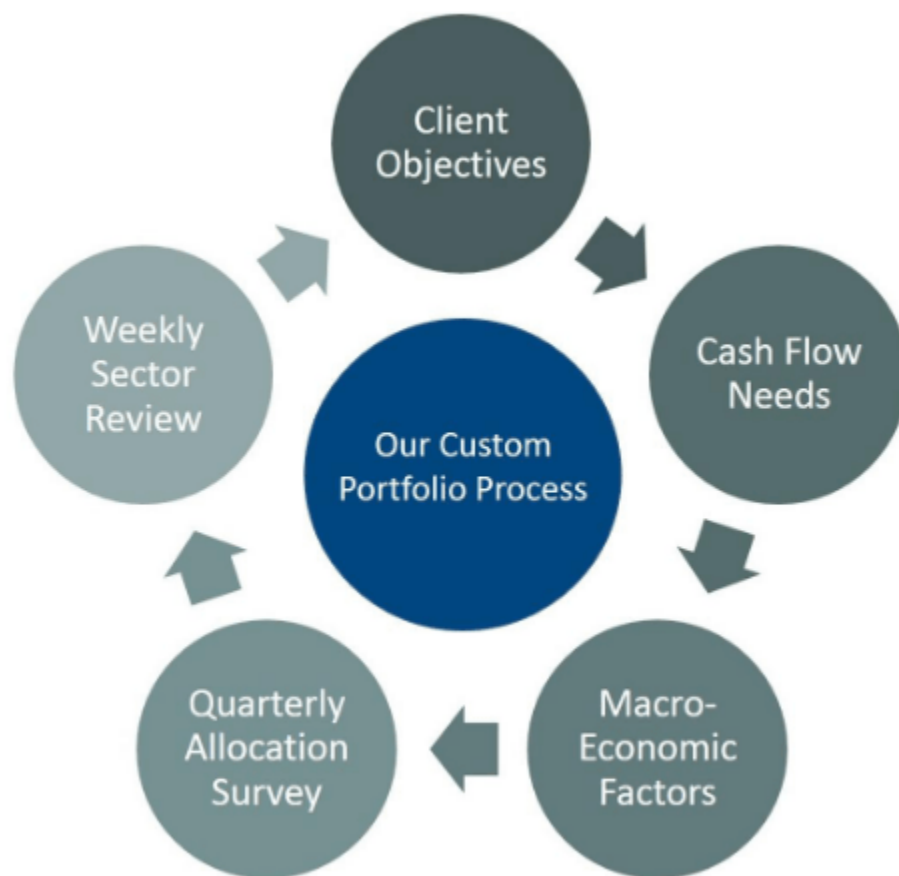 Client
Objectives
Cash Flow
Needs
Macro-
Economic
Factors
Quarterly
Allocation
Survey
Weekly
Sector
Review
Our Custom
Portfolio Process